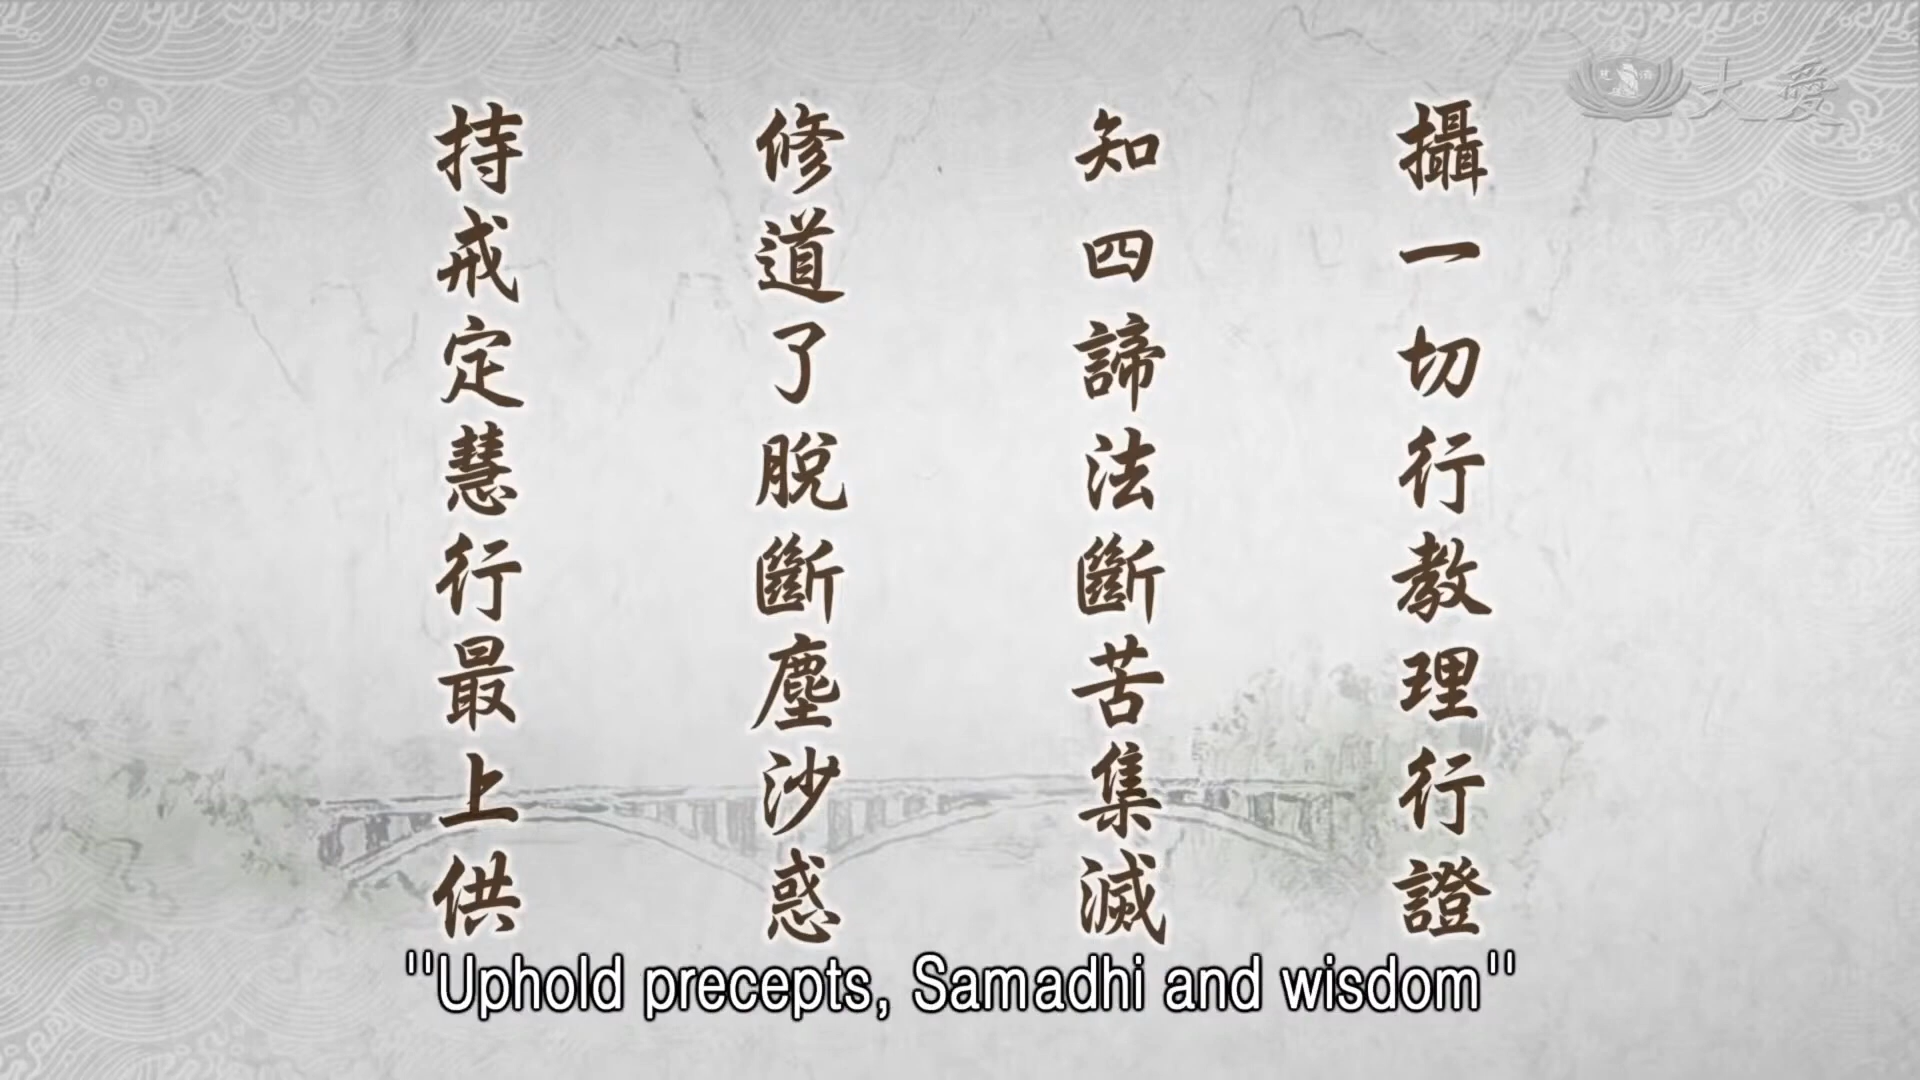 大愛
攝一切行教理行證
知四諦法斷苦集滅
修道了脫斷塵沙惑
持戒定慧行最上供
"Uphold precepts, Samadhi and wisdom"